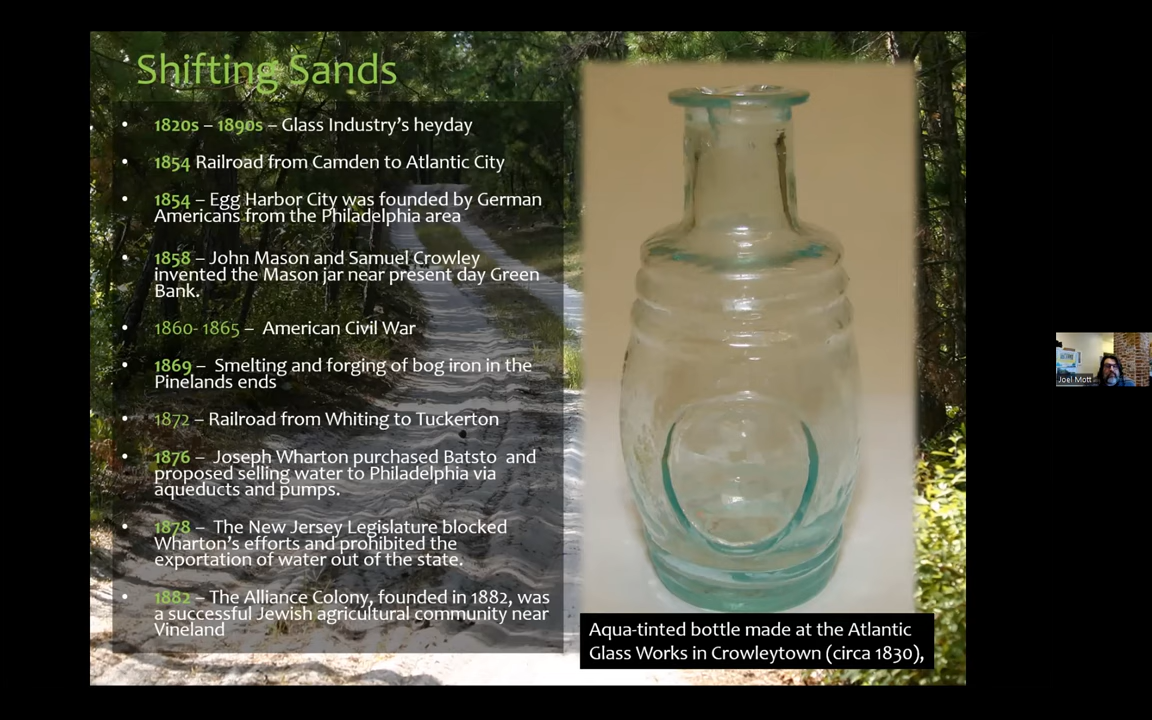 Shifting Sands
• 1820s – 1890s – Glass Industry's heyday
• 1854 Railroad from Camden to Atlantic City
• 1854 – Egg Harbor City was founded by German
Americans from the Philadelphia area
• 1858 – John Mason and Samuel Crowley
invented the Mason jar near present day Green
Bank.
• 1860- 1865 – American Civil War
• 1869 – Smelting and forging of bog iron in the
Pinelands ends
• 1872 – Railroad from Whiting to Tuckerton
• 1876 – Joseph Wharton purchased Batsto and
proposed selling water to Philadelphia via
aqueducts and pumps.
• 1878 – The New Jersey Legislature blocked
Wharton's efforts and prohibited the
exportation of water out of the state.
• 1882 – The Alliance Colony, founded in 1882, was
a successful Jewish agricultural community near
Vineland
Aqua-tinted bottle made at the Atlantic
Glass Works in Crowleytown (circa 1830),
Joel Mott